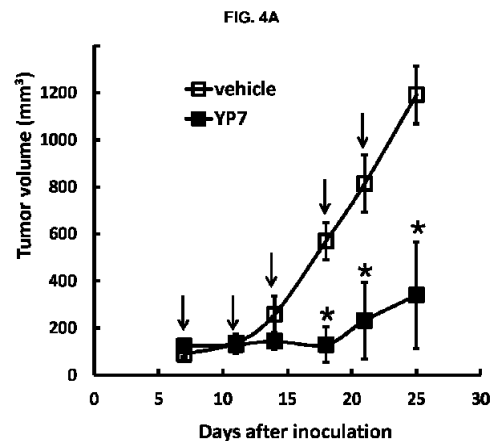 FIG. 4A
Tumor volume (mm³)
1200
1000
800
600
400
200
0
vehicle
YP7
*
*
*
0 5 10 15 20 25 30
Days after inoculation